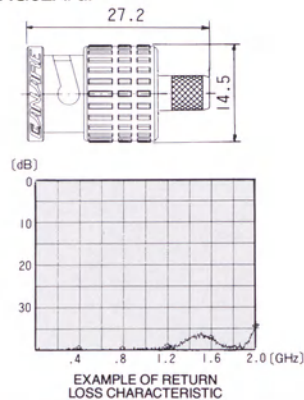 27.2
CANARE
14.5
(dB)
0
10
20
30
.4 .8 1.2 1.6 2.0 (GHz)
EXAMPLE OF RETURN
LOSS CHARACTERISTIC